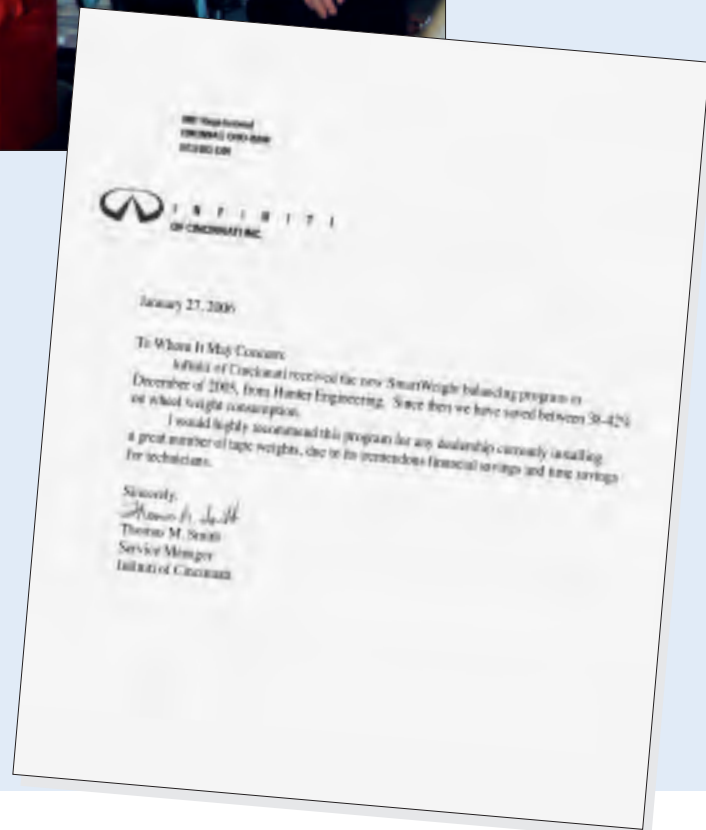 INFINITI
OF CINCINNATI INC.
January 27, 2006
To Whom It May Concern:
Infiniti of Cincinnati received the new SmartWeight balancing program in
December of 2005, from Hunter Engineering. Since then we have saved between 38-42%
on wheel weight consumption.
I would highly recommend this program for any dealership currently installing
a great number of tape weights, due to its tremendous financial savings and time savings
for technicians.
Sincerely,
Thomas M. Smith
Service Manager
Infiniti of Cincinnati